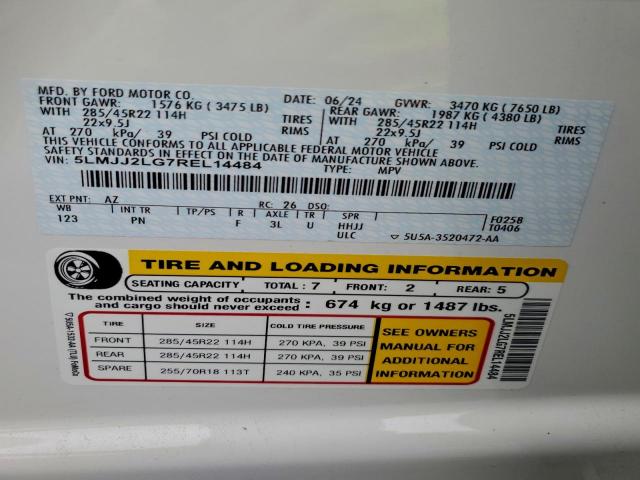 MFD. BY FORD MOTOR CO.
DATE: 06/24 GVWR: 3470 KG (7650 LB)
FRONT GAWR: 1576 KG (3475 LB) REAR GAWR: 1987 KG (4380 LB)
WITH 285/45R22 114H TIRES WITH 285/45R22 114H TIRES
22x9.5J RIMS 22x9.5J RIMS
AT 270 kPa/ 39 PSI COLD AT 270 kPa/ 39 PSI COLD
THIS VEHICLE CONFORMS TO ALL APPLICABLE FEDERAL MOTOR VEHICLE
SAFETY STANDARDS IN EFFECT ON THE DATE OF MANUFACTURE SHOWN ABOVE.
VIN: 5LMJJ2LG7REL14484 TYPE: MPV
EXT PNT: AZ RC: 26 DSO:
WB INT TR TP/PS R AXLE TR SPR F0258
123 PN F 3L U HHJJ T0406
ULC ▽5U5A-3520472-AA
TIRE AND LOADING INFORMATION
SEATING CAPACITY TOTAL: 7 FRONT: 2 REAR: 5
The combined weight of occupants
and cargo should never exceed: 674 kg or 1487 lbs.
TIRE SIZE COLD TIRE PRESSURE
FRONT 285/45R22 114H 270 KPA, 39 PSI
REAR 285/45R22 114H 270 KPA, 39 PSI
SPARE 255/70R18 113T 240 KPA, 35 PSI
SEE OWNERS
MANUAL FOR
ADDITIONAL
INFORMATION
5LMJJ2LG7REL14484